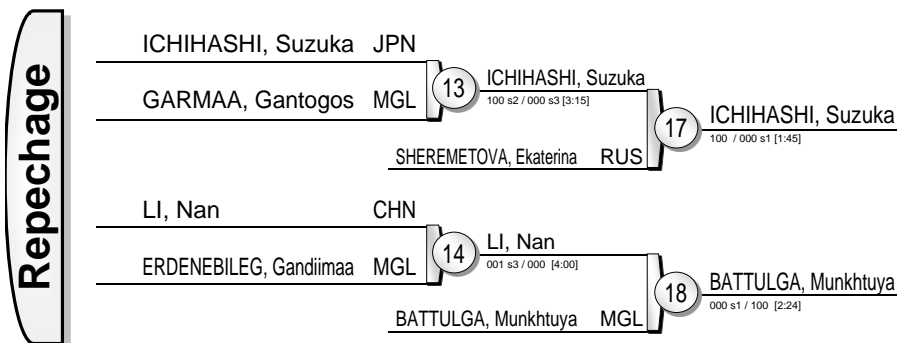 Repechage
ICHIHASHI, Suzuka JPN
GARMAA, Gantogos MGL
13
ICHIHASHI, Suzuka
100 s2 / 000 s3 [3:15]
SHEREMETOVA, Ekaterina RUS
17
ICHIHASHI, Suzuka
100 / 000 s1 [1:45]
LI, Nan CHN
ERDENEBILEG, Gandiimaa MGL
14
LI, Nan
001 s3 / 000 [4:00]
BATTULGA, Munkhtuya MGL
18
BATTULGA, Munkhtuya
000 s1 / 100 [2:24]